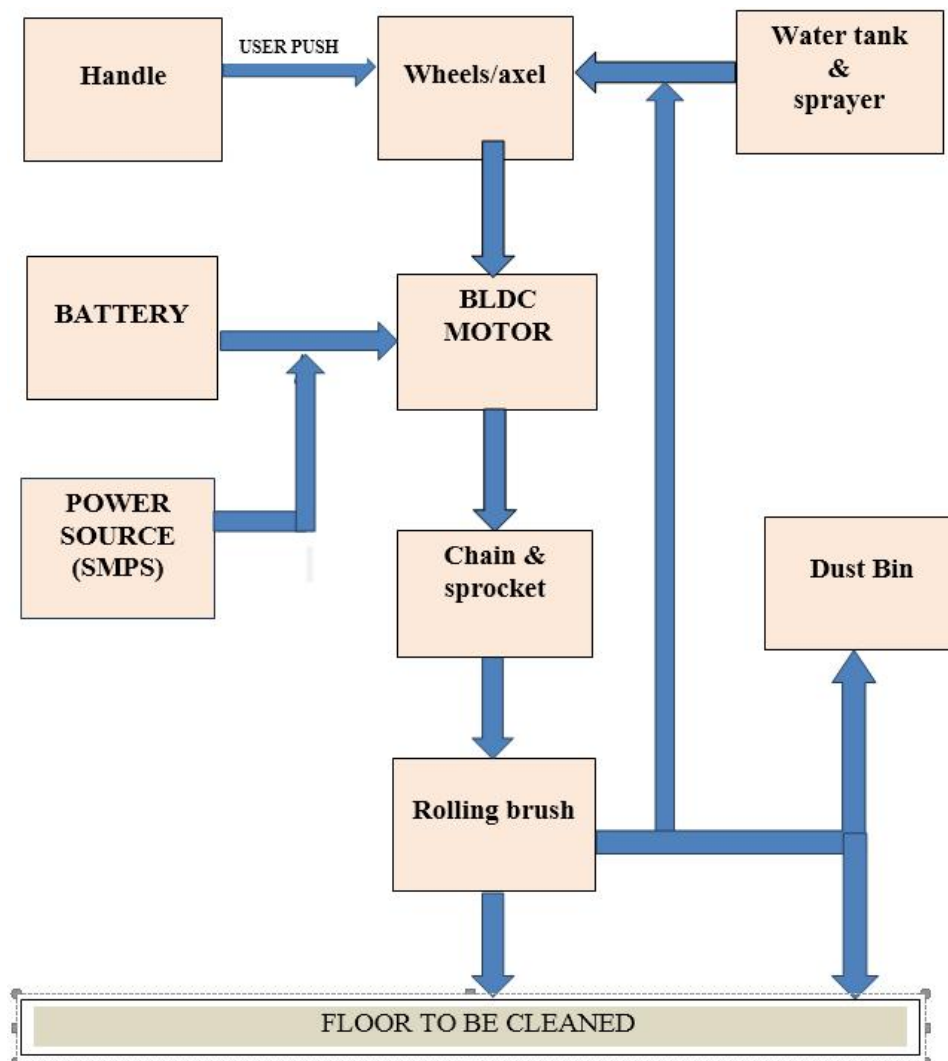 USER PUSH
Handle
Wheels/axel
Water tank
&
sprayer
BATTERY
BLDC
MOTOR
POWER
SOURCE
(SMPS)
Chain &
sprocket
Dust Bin
Rolling brush
FLOOR TO BE CLEANED